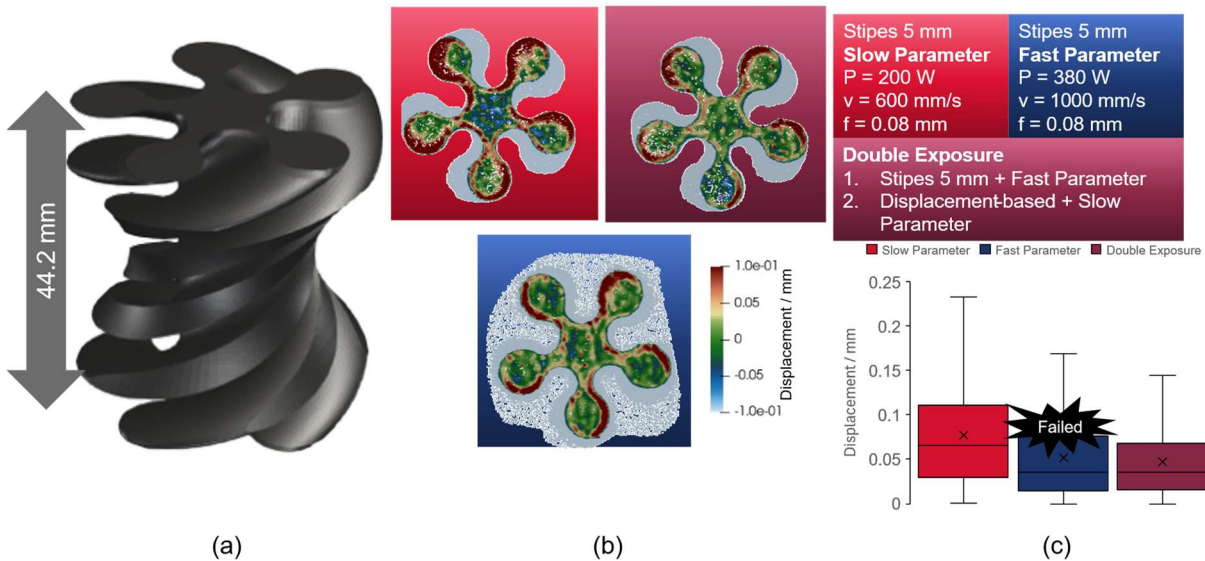 44.2 mm
1.0e-01
0.05
0
-0.05
-1.0e-01
Displacement / mm
Stipes 5 mm
Slow Parameter
P = 200 W
v = 600 mm/s
f = 0.08 mm
Stipes 5 mm
Fast Parameter
P = 380 W
v = 1000 mm/s
f = 0.08 mm
Double Exposure
1. Stipes 5 mm + Fast Parameter
2. Displacement-based + Slow
Parameter
Slow Parameter Fast Parameter Double Exposure
0.25
0.2
0.15
0.1
0.05
0
Displacement / mm
Failed
(a) (b) (c)